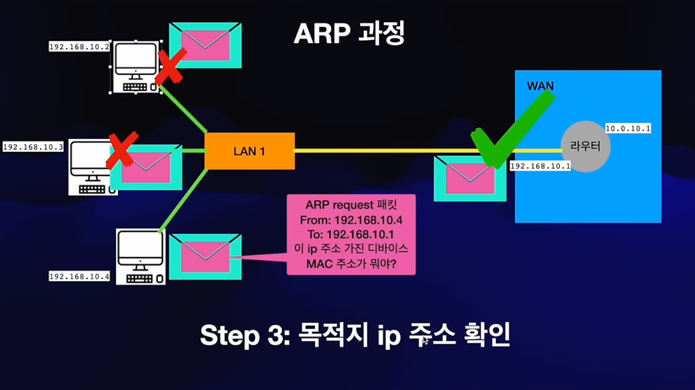 ARP 과정
192.168.10.2
WAN
10.0.10.1
라우터
192.168.10.3
LAN 1
192.168.10.1
ARP request 패킷
From: 192.168.10.4
To: 192.168.10.1
이 ip 주소 가진 디바이스
MAC 주소가 뭐야?
192.168.10.4
Step 3: 목적지 ip 주소 확인